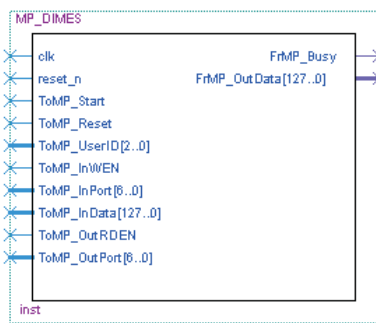 MP_DIMES
clk
FrMP_Busy
reset_n
FrMP_OutData[127..0]
ToMP_Start
ToMP_Reset
ToMP_UserID[2..0]
ToMP_InWEN
ToMP_InPort[6..0]
ToMP_InData[127..0]
ToMP_OutRDEN
ToMP_OutPort[6..0]
inst